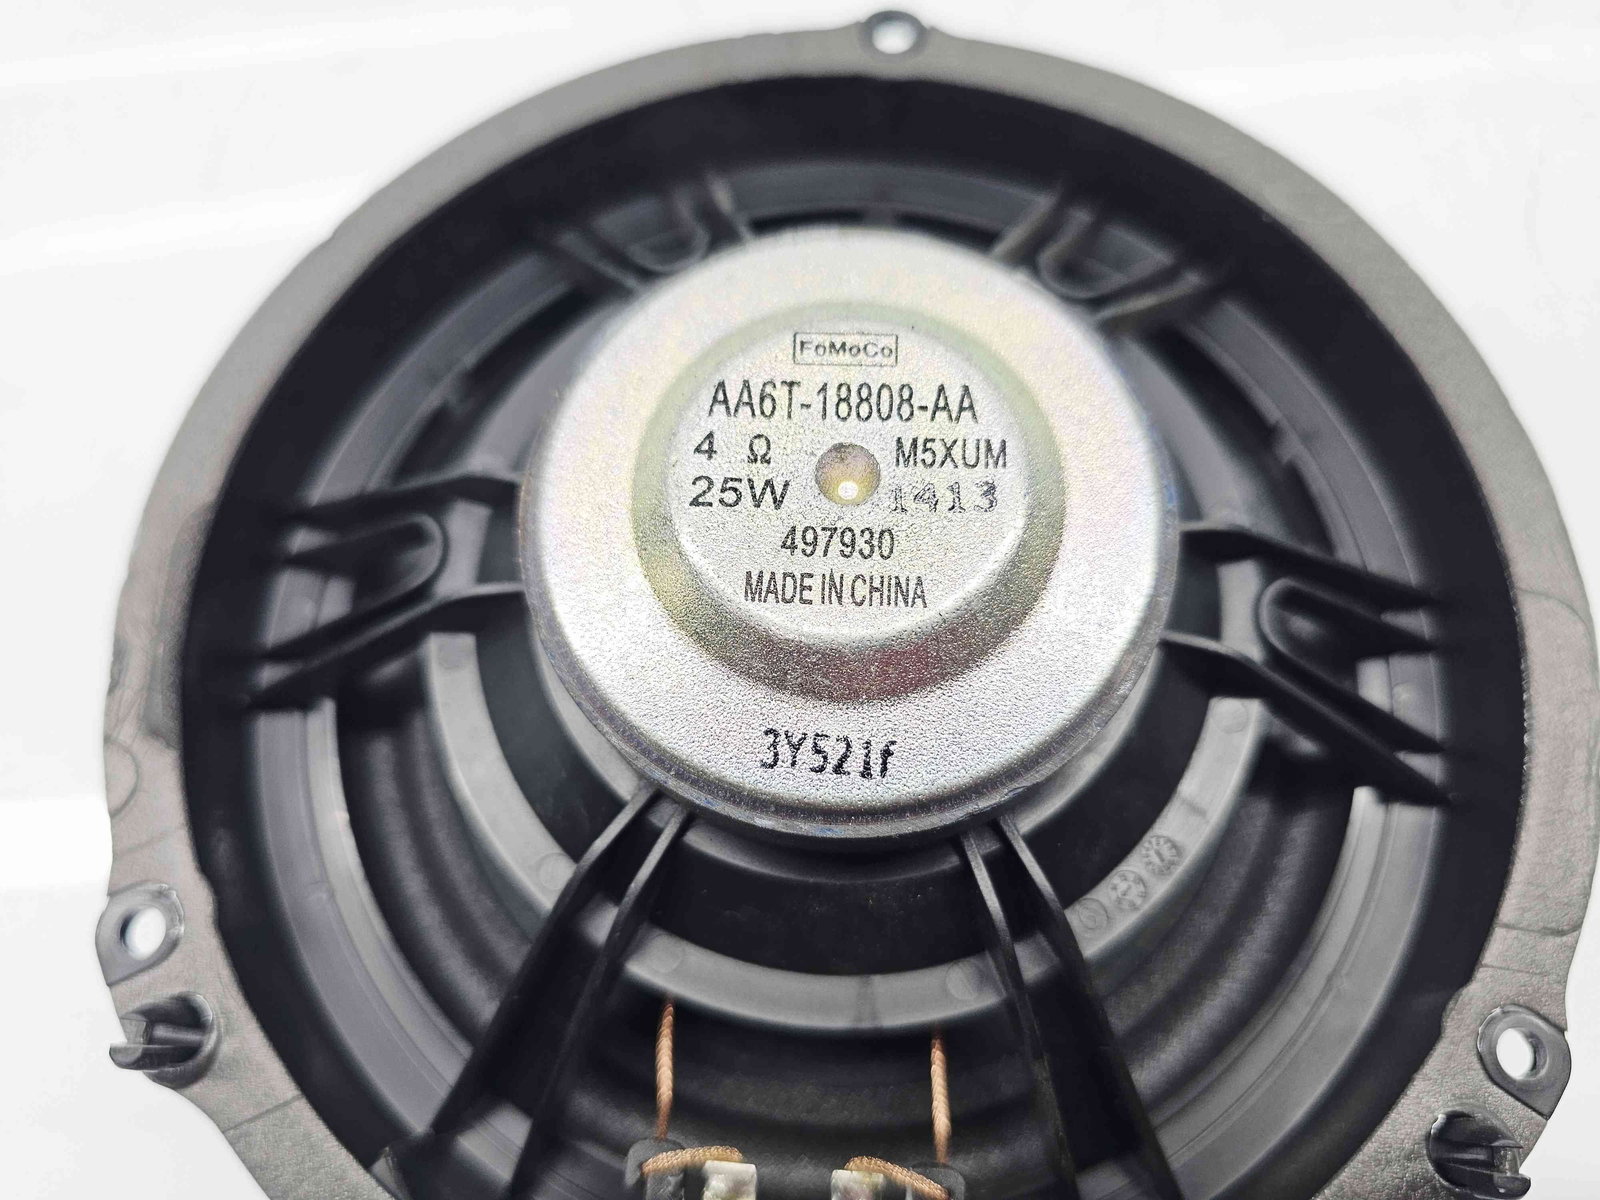 FoMoCo
AA6T-18808-AA
4 Ω M5XUM
25W 1413
497930
MADE IN CHINA
3Y521f